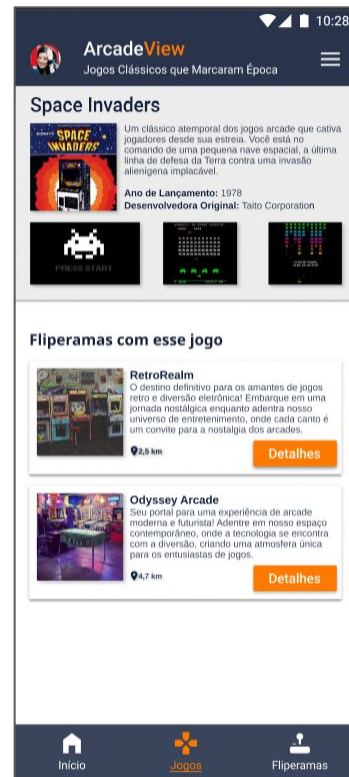 10:28
ArcadeView
Jogos Clássicos que Marcaram Época
Space Invaders
SPACE
INVADERS
Um clássico atemporal dos jogos arcade que cativa
jogadores desde sua estreia. Você está no
comando de uma pequena nave espacial, a última
linha de defesa da Terra contra uma invasão
alienígena implacável.
Ano de Lançamento: 1978
Desenvolvedora Original: Taito Corporation
PRESS START
Fliperamas com esse jogo
RetroRealm
O destino definitivo para os amantes de jogos
retro e diversão eletrônica! Embarque em uma
jornada nostálgica enquanto adentra nosso
universo de entretenimento, onde cada canto é
um convite para a nostalgia dos arcades.
2,5 km
Detalhes
Odyssey Arcade
Seu portal para uma experiência de arcade
moderna e futurista! Adentre em nosso espaço
contemporâneo, onde a tecnologia se encontra
com a diversão, criando uma atmosfera única
para os entusiastas de jogos.
4,7 km
Detalhes
Início
Jogos
Fliperamas